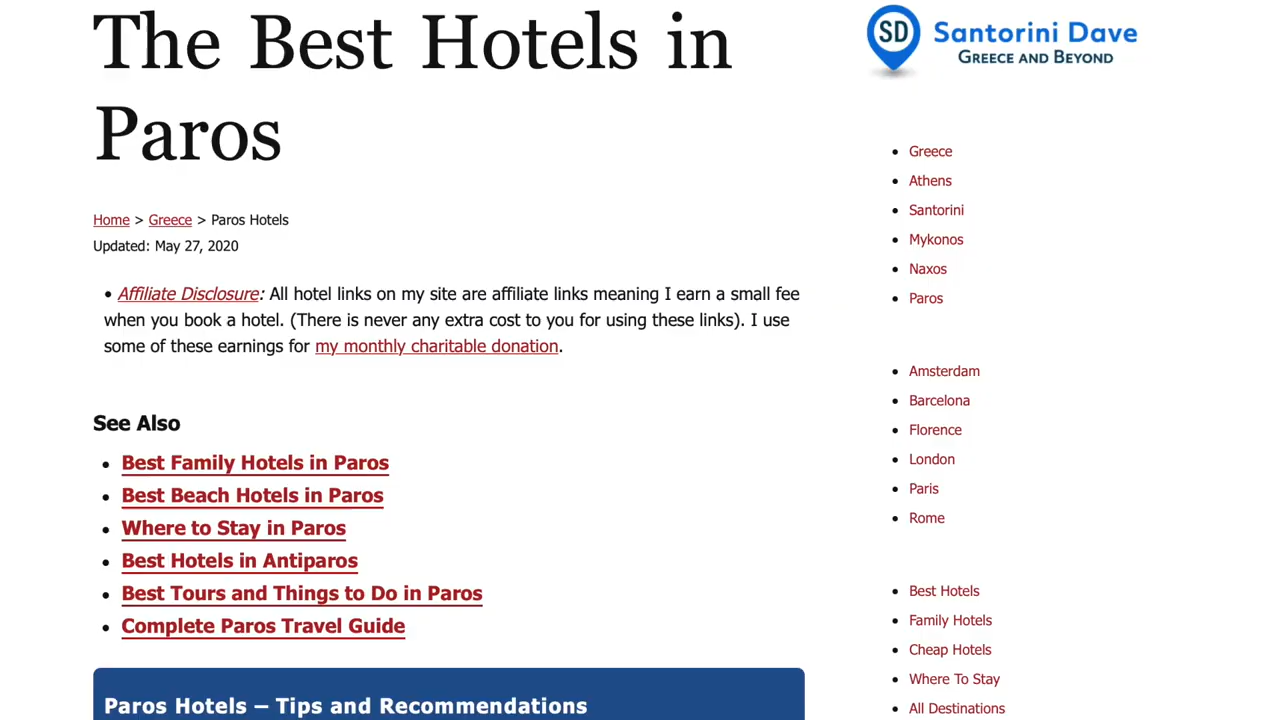 The Best Hotels in
Paros
Home > Greece > Paros Hotels
Updated: May 27, 2020
• Affiliate Disclosure: All hotel links on my site are affiliate links meaning I earn a small fee
when you book a hotel. (There is never any extra cost to you for using these links). I use
some of these earnings for my monthly charitable donation.
See Also
• Best Family Hotels in Paros
• Best Beach Hotels in Paros
• Where to Stay in Paros
• Best Hotels in Antiparos
• Best Tours and Things to Do in Paros
• Complete Paros Travel Guide
Paros Hotels – Tips and Recommendations
SD Santorini Dave
GREECE AND BEYOND
• Greece
• Athens
• Santorini
• Mykonos
• Naxos
• Paros
• Amsterdam
• Barcelona
• Florence
• London
• Paris
• Rome
• Best Hotels
• Family Hotels
• Cheap Hotels
• Where To Stay
• All Destinations